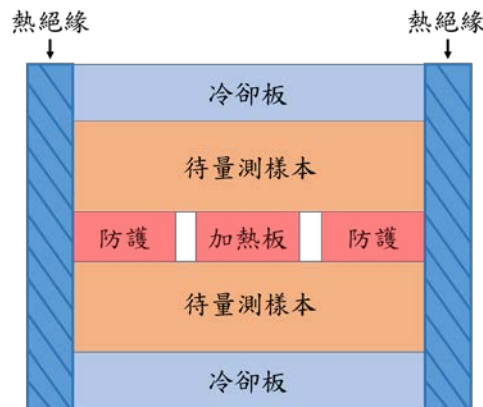 熱絕緣 熱絕緣
冷卻板
待量測樣本
防護 加熱板 防護
待量測樣本
冷卻板